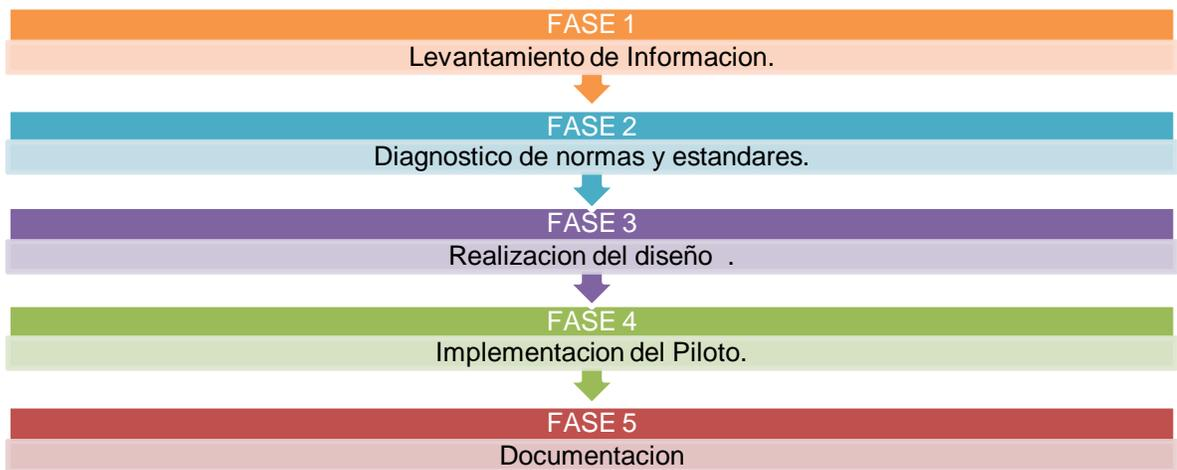 FASE 1
Levantamiento de Informacion.
FASE 2
Diagnostico de normas y estandares.
FASE 3
Realizacion del diseño .
FASE 4
Implementacion del Piloto.
FASE 5
Documentacion